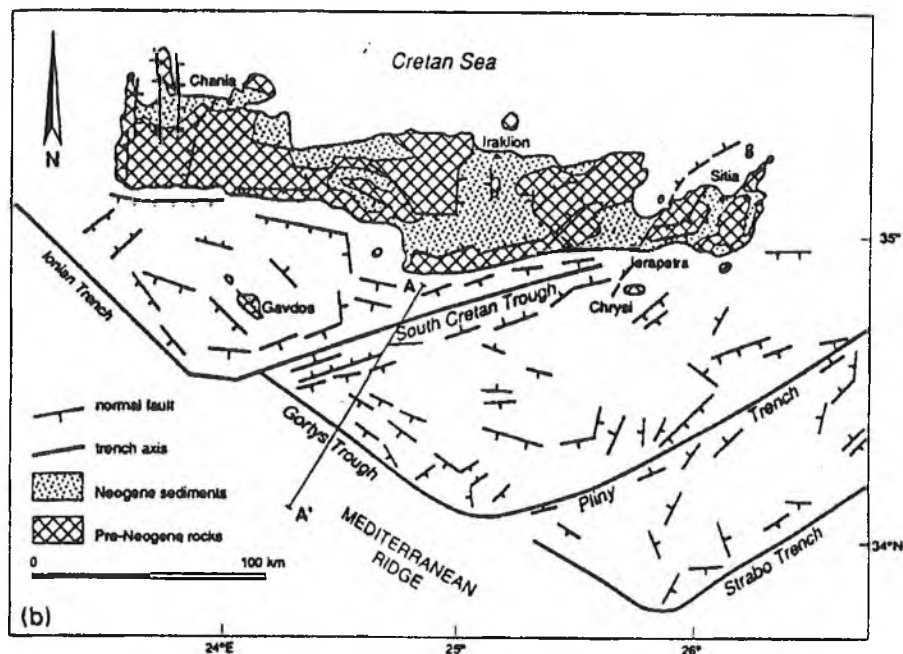 Cretan Sea
Chania
Iraklion
Sitia
N
35°
Ierapetra
Ionian Trench
A
Gavdos
South Cretan Trough
Chrysi
normal fault
trench axis
Gortys Trough
Trench
Pliny
Neogene sediments
A'
Pre-Neogene rocks
MEDITERRANEAN
RIDGE
34°N
Strabo Trench
0 100 km
(b)
24°E 25° 26°